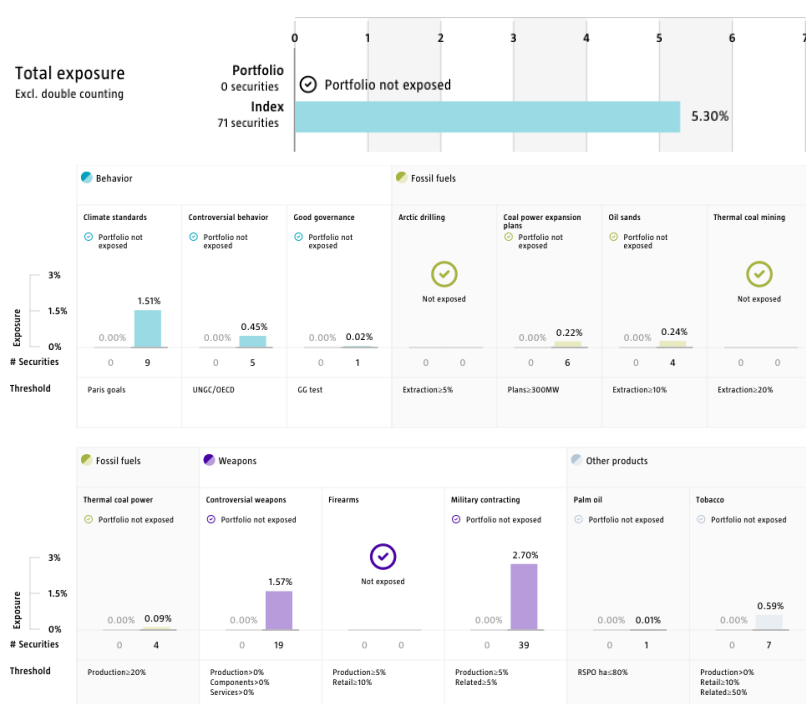 0 1 2 3 4 5 6 7
Total exposure
Excl. double counting
Portfolio
0 securities
Portfolio not exposed
Index
71 securities
5.30%
Behavior
Fossil fuels
Climate standards
Controversial behavior
Good governance
Arctic drilling
Coal power expansion
plans
Oil sands
Thermal coal mining
Portfolio not
exposed
Portfolio not
exposed
Portfolio not
exposed
Portfolio not
exposed
Portfolio not
exposed
Not exposed
Not exposed
Exposure
3%
1.5%
0%
0.00% 1.51%
0.00% 0.45%
0.00% 0.02%
0.00% 0.22%
0.00% 0.24%
# Securities 0 9 0 5 0 1 0 0 0 6 0 4 0 0
Threshold Paris goals UNGC/OECD GG test Extraction≥5% Plans≥300MW Extraction≥10% Extraction≥20%
Fossil fuels
Weapons
Other products
Thermal coal power
Controversial weapons
Firearms
Military contracting
Palm oil
Tobacco
Portfolio not exposed
Portfolio not exposed
Portfolio not exposed
Portfolio not exposed
Portfolio not exposed
Not exposed
Exposure
3%
1.5%
0%
0.00% 0.09%
0.00% 1.57%
0.00% 2.70%
0.00% 0.01%
0.00% 0.59%
# Securities 0 4 0 19 0 0 0 39 0 1 0 7
Threshold
Production≥20%
Production>0%
Components>0%
Services>0%
Production≥5%
Retail≥10%
Production≥5%
Related≥5%
RSPO ha≤80%
Production>0%
Retail≥10%
Related≥50%